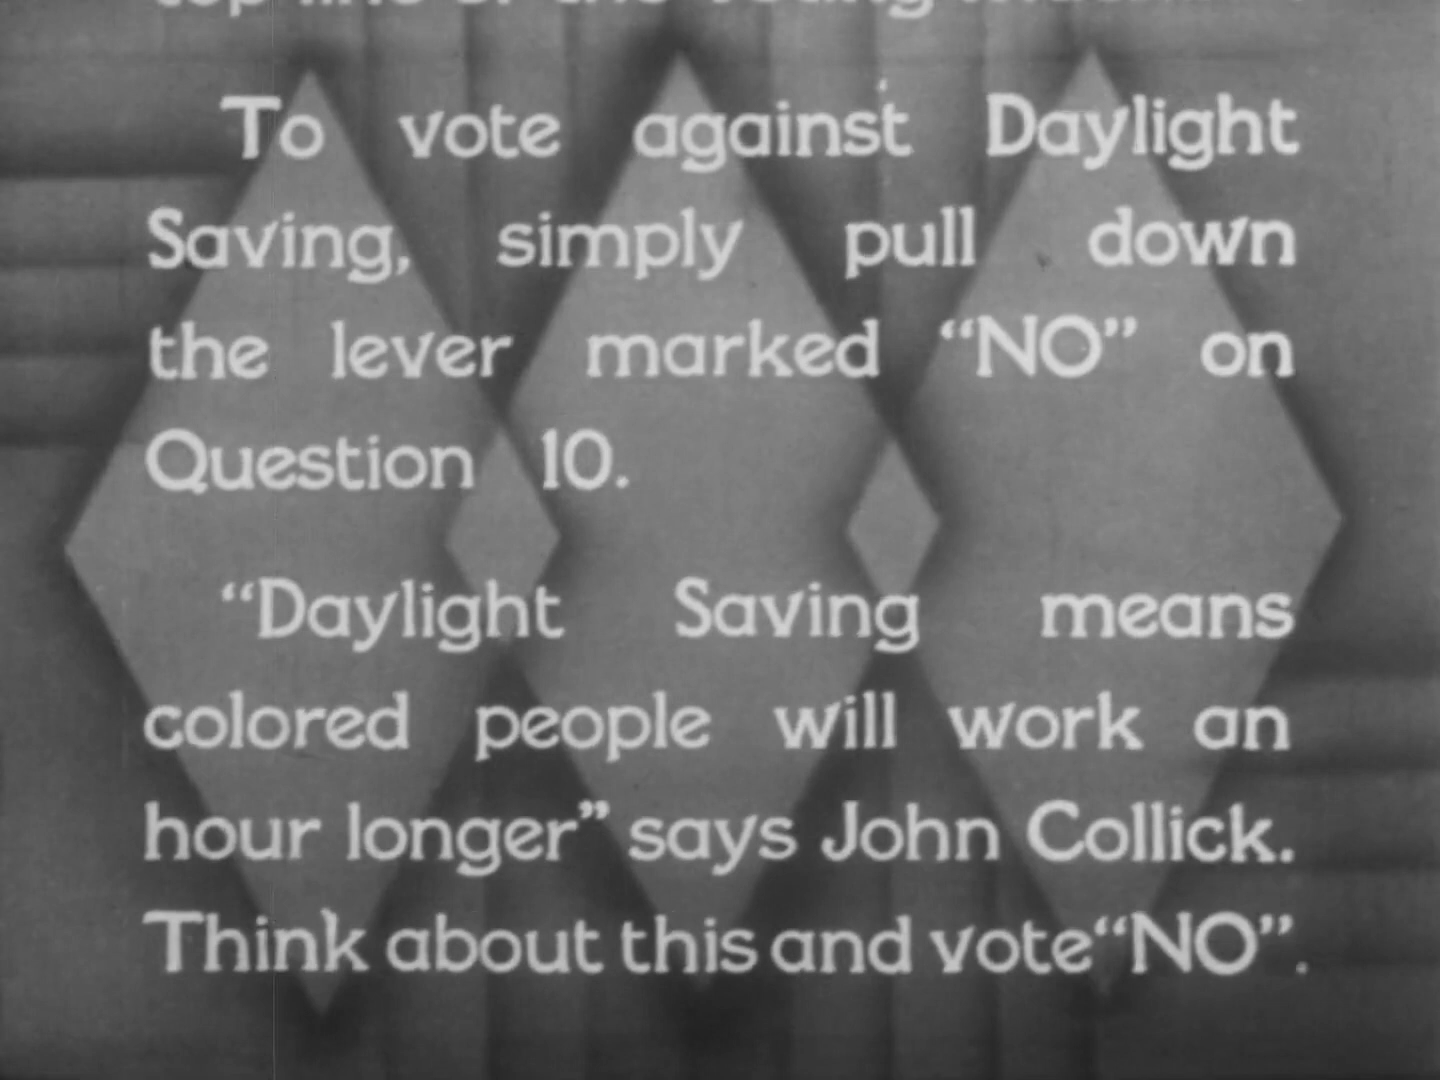 To vote against Daylight
Saving, simply pull down
the lever marked “NO” on
Question 10.
“Daylight Saving means
colored people will work an
hour longer” says John Collick.
Think about this and vote “NO”.